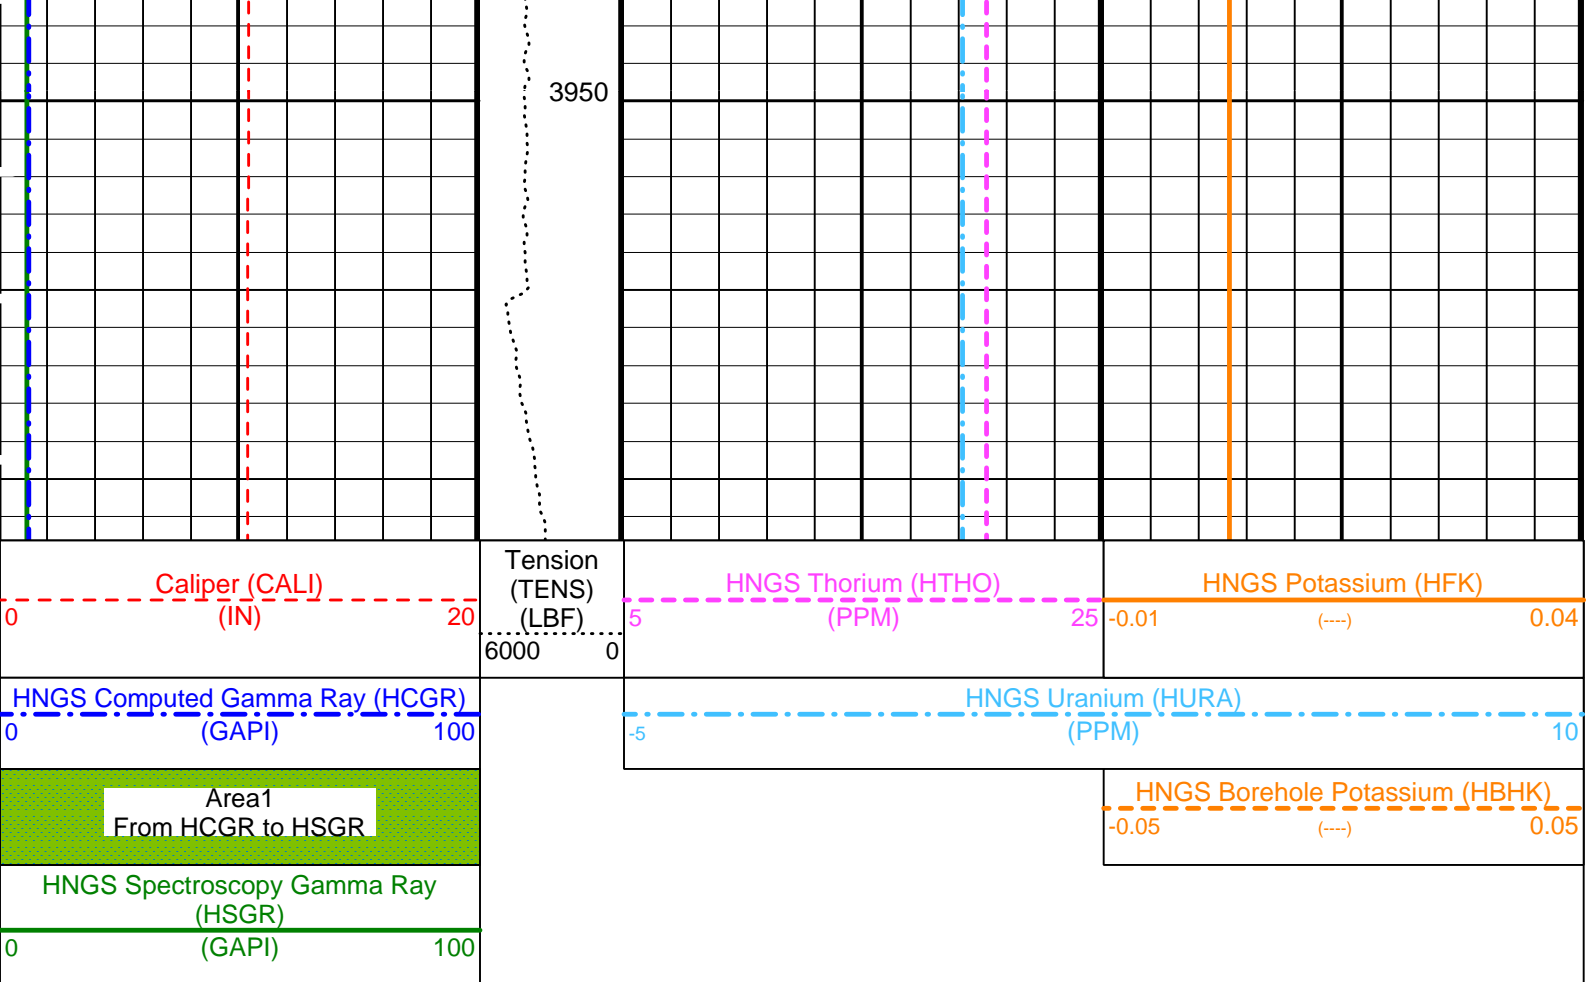 3950
Caliper (CALI)
(IN)
0 20
Tension
(TENS)
(LBF)
6000 0
HNGS Thorium (HTHO)
(PPM)
5 25
HNGS Potassium (HFK)
-0.01 (----) 0.04
HNGS Computed Gamma Ray (HCGR)
(GAPI)
0 100
HNGS Uranium (HURA)
(PPM)
-5 10
Area1
From HCGR to HSGR
HNGS Borehole Potassium (HBHK)
-0.05 (----) 0.05
HNGS Spectroscopy Gamma Ray
(HSGR)
(GAPI)
0 100